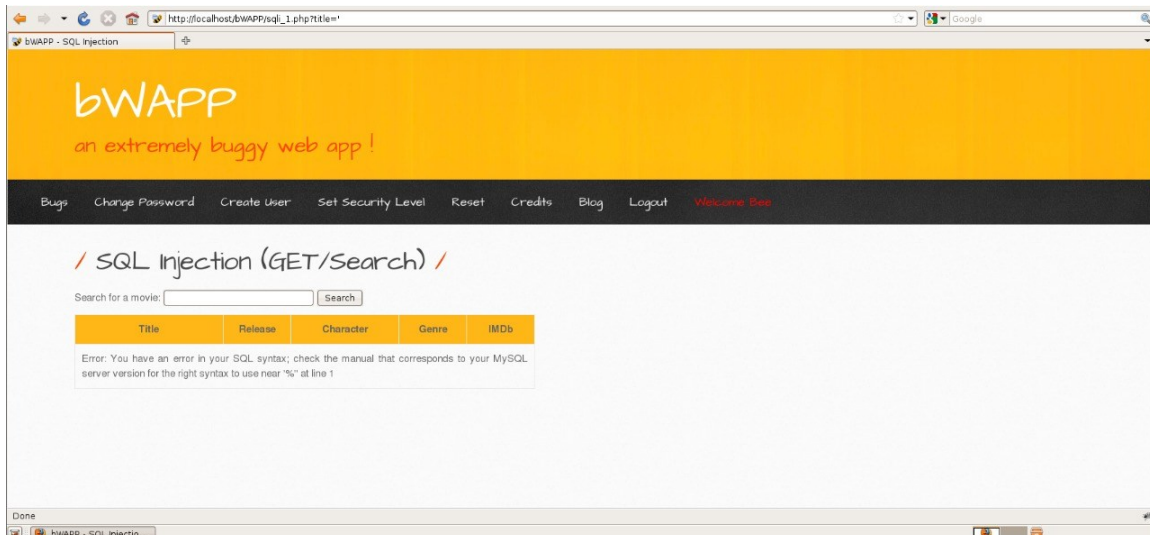 http://localhost/bWAPP/sqli_1.php?title='
Google
bWAPP - SQL Injection
bWAPP
an extremely buggy web app !
Bugs Change Password Create User Set Security Level Reset Credits Blog Logout Welcome Bee
/ SQL Injection (GET/Search) /
Search for a movie: Search
Title Release Character Genre IMDb
Error: You have an error in your SQL syntax; check the manual that corresponds to your MySQL
server version for the right syntax to use near '%'' at line 1
Done
bWAPP - SQL Injectio...